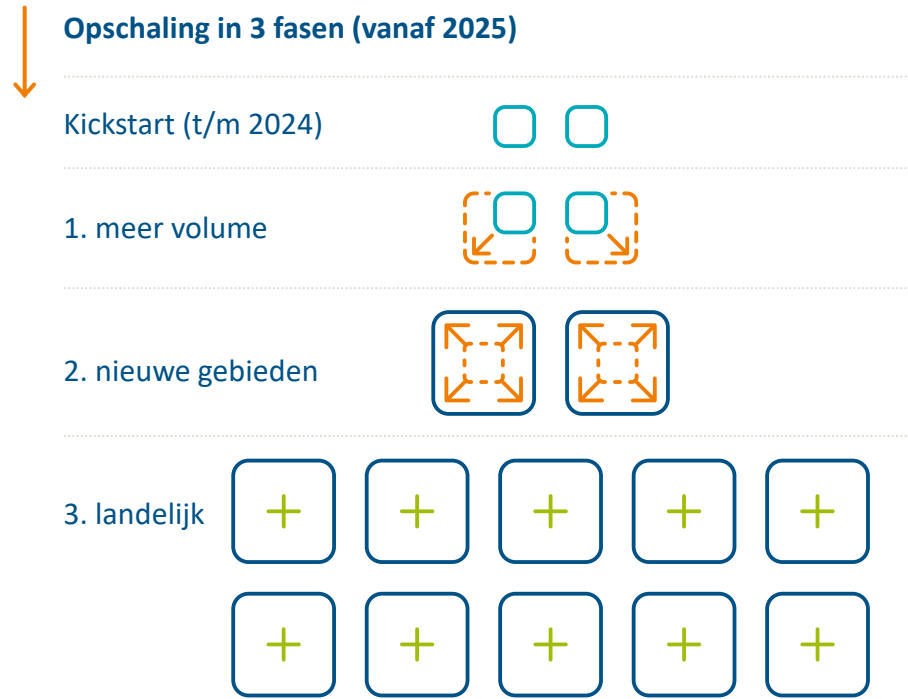 Opschaling in 3 fasen (vanaf 2025)
Kickstart (t/m 2024)
1. meer volume
2. nieuwe gebieden
3. landelijk